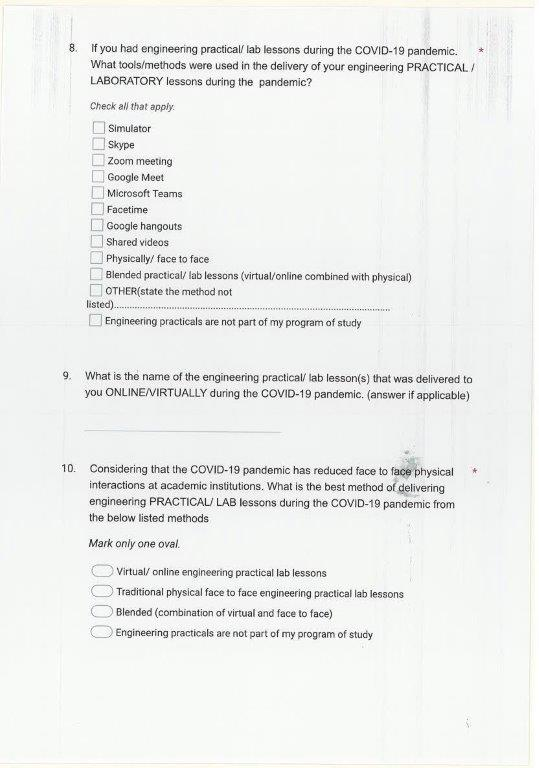 8. If you had engineering practical/ lab lessons during the COVID-19 pandemic. *
What tools/methods were used in the delivery of your engineering PRACTICAL /
LABORATORY lessons during the pandemic?
Check all that apply.
Simulator
Skype
Zoom meeting
Google Meet
Microsoft Teams
Facetime
Google hangouts
Shared videos
Physically/ face to face
Blended practical/ lab lessons (virtual/online combined with physical)
OTHER(state the method not
listed)..........................................................................................
Engineering practicals are not part of my program of study
9. What is the name of the engineering practical/ lab lesson(s) that was delivered to
you ONLINE/VIRTUALLY during the COVID-19 pandemic. (answer if applicable)
10. Considering that the COVID-19 pandemic has reduced face to face physical *
interactions at academic institutions. What is the best method of delivering
engineering PRACTICAL/ LAB lessons during the COVID-19 pandemic from
the below listed methods
Mark only one oval.
Virtual/ online engineering practical lab lessons
Traditional physical face to face engineering practical lab lessons
Blended (combination of virtual and face to face)
Engineering practicals are not part of my program of study